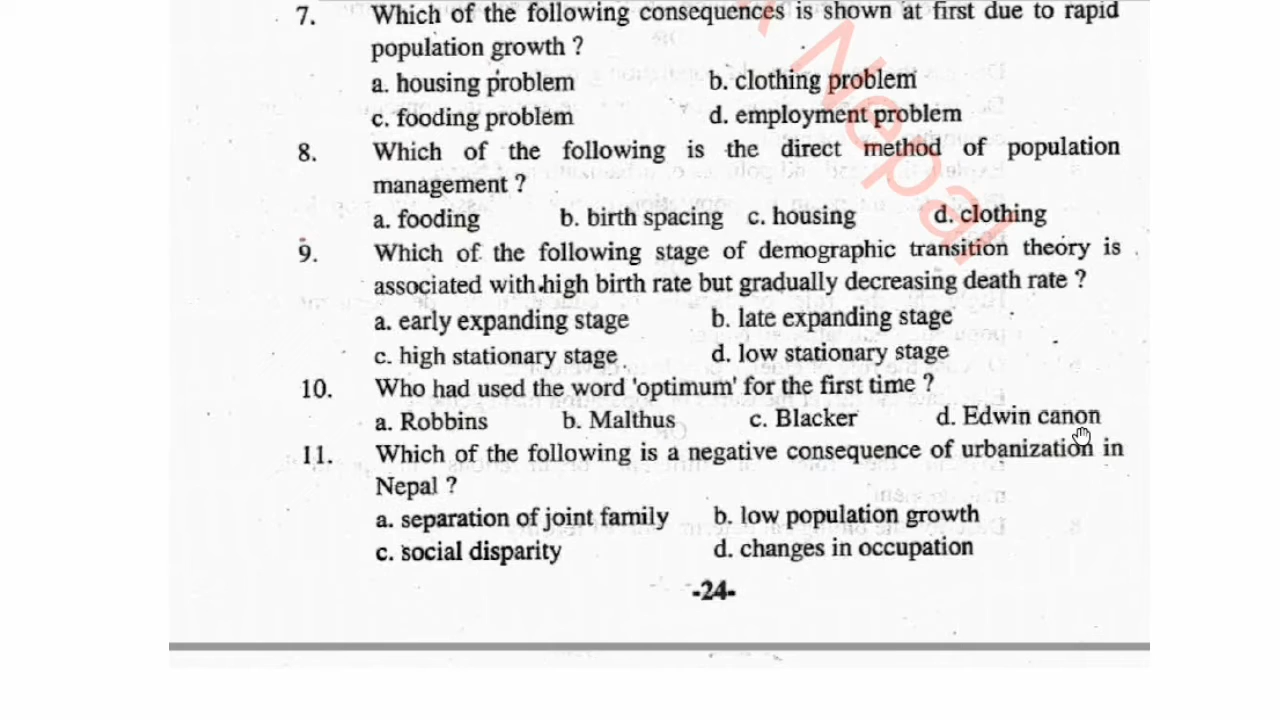 7. Which of the following consequences is shown at first due to rapid
population growth ?
a. housing problem b. clothing problem
c. fooding problem d. employment problem
8. Which of the following is the direct method of population
management ?
a. fooding b. birth spacing c. housing d. clothing
9. Which of the following stage of demographic transition theory is
associated with high birth rate but gradually decreasing death rate ?
a. early expanding stage b. late expanding stage
c. high stationary stage d. low stationary stage
10. Who had used the word 'optimum' for the first time ?
a. Robbins b. Malthus c. Blacker d. Edwin canon
11. Which of the following is a negative consequence of urbanization in
Nepal ?
a. separation of joint family b. low population growth
c. social disparity d. changes in occupation
-24-
Nepal